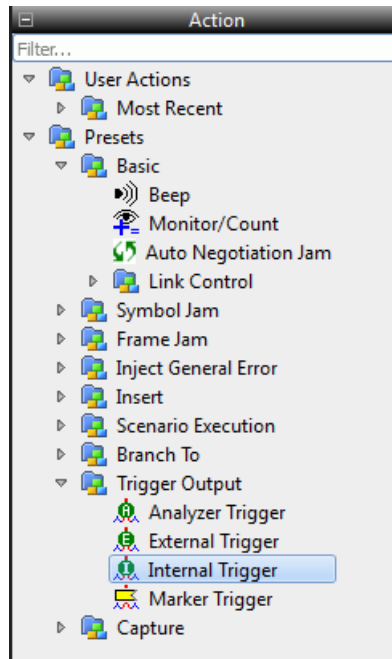 Action
Filter...
User Actions
Most Recent
Presets
Basic
Beep
Monitor/Count
Auto Negotiation Jam
Link Control
Symbol Jam
Frame Jam
Inject General Error
Insert
Scenario Execution
Branch To
Trigger Output
Analyzer Trigger
External Trigger
Internal Trigger
Marker Trigger
Capture